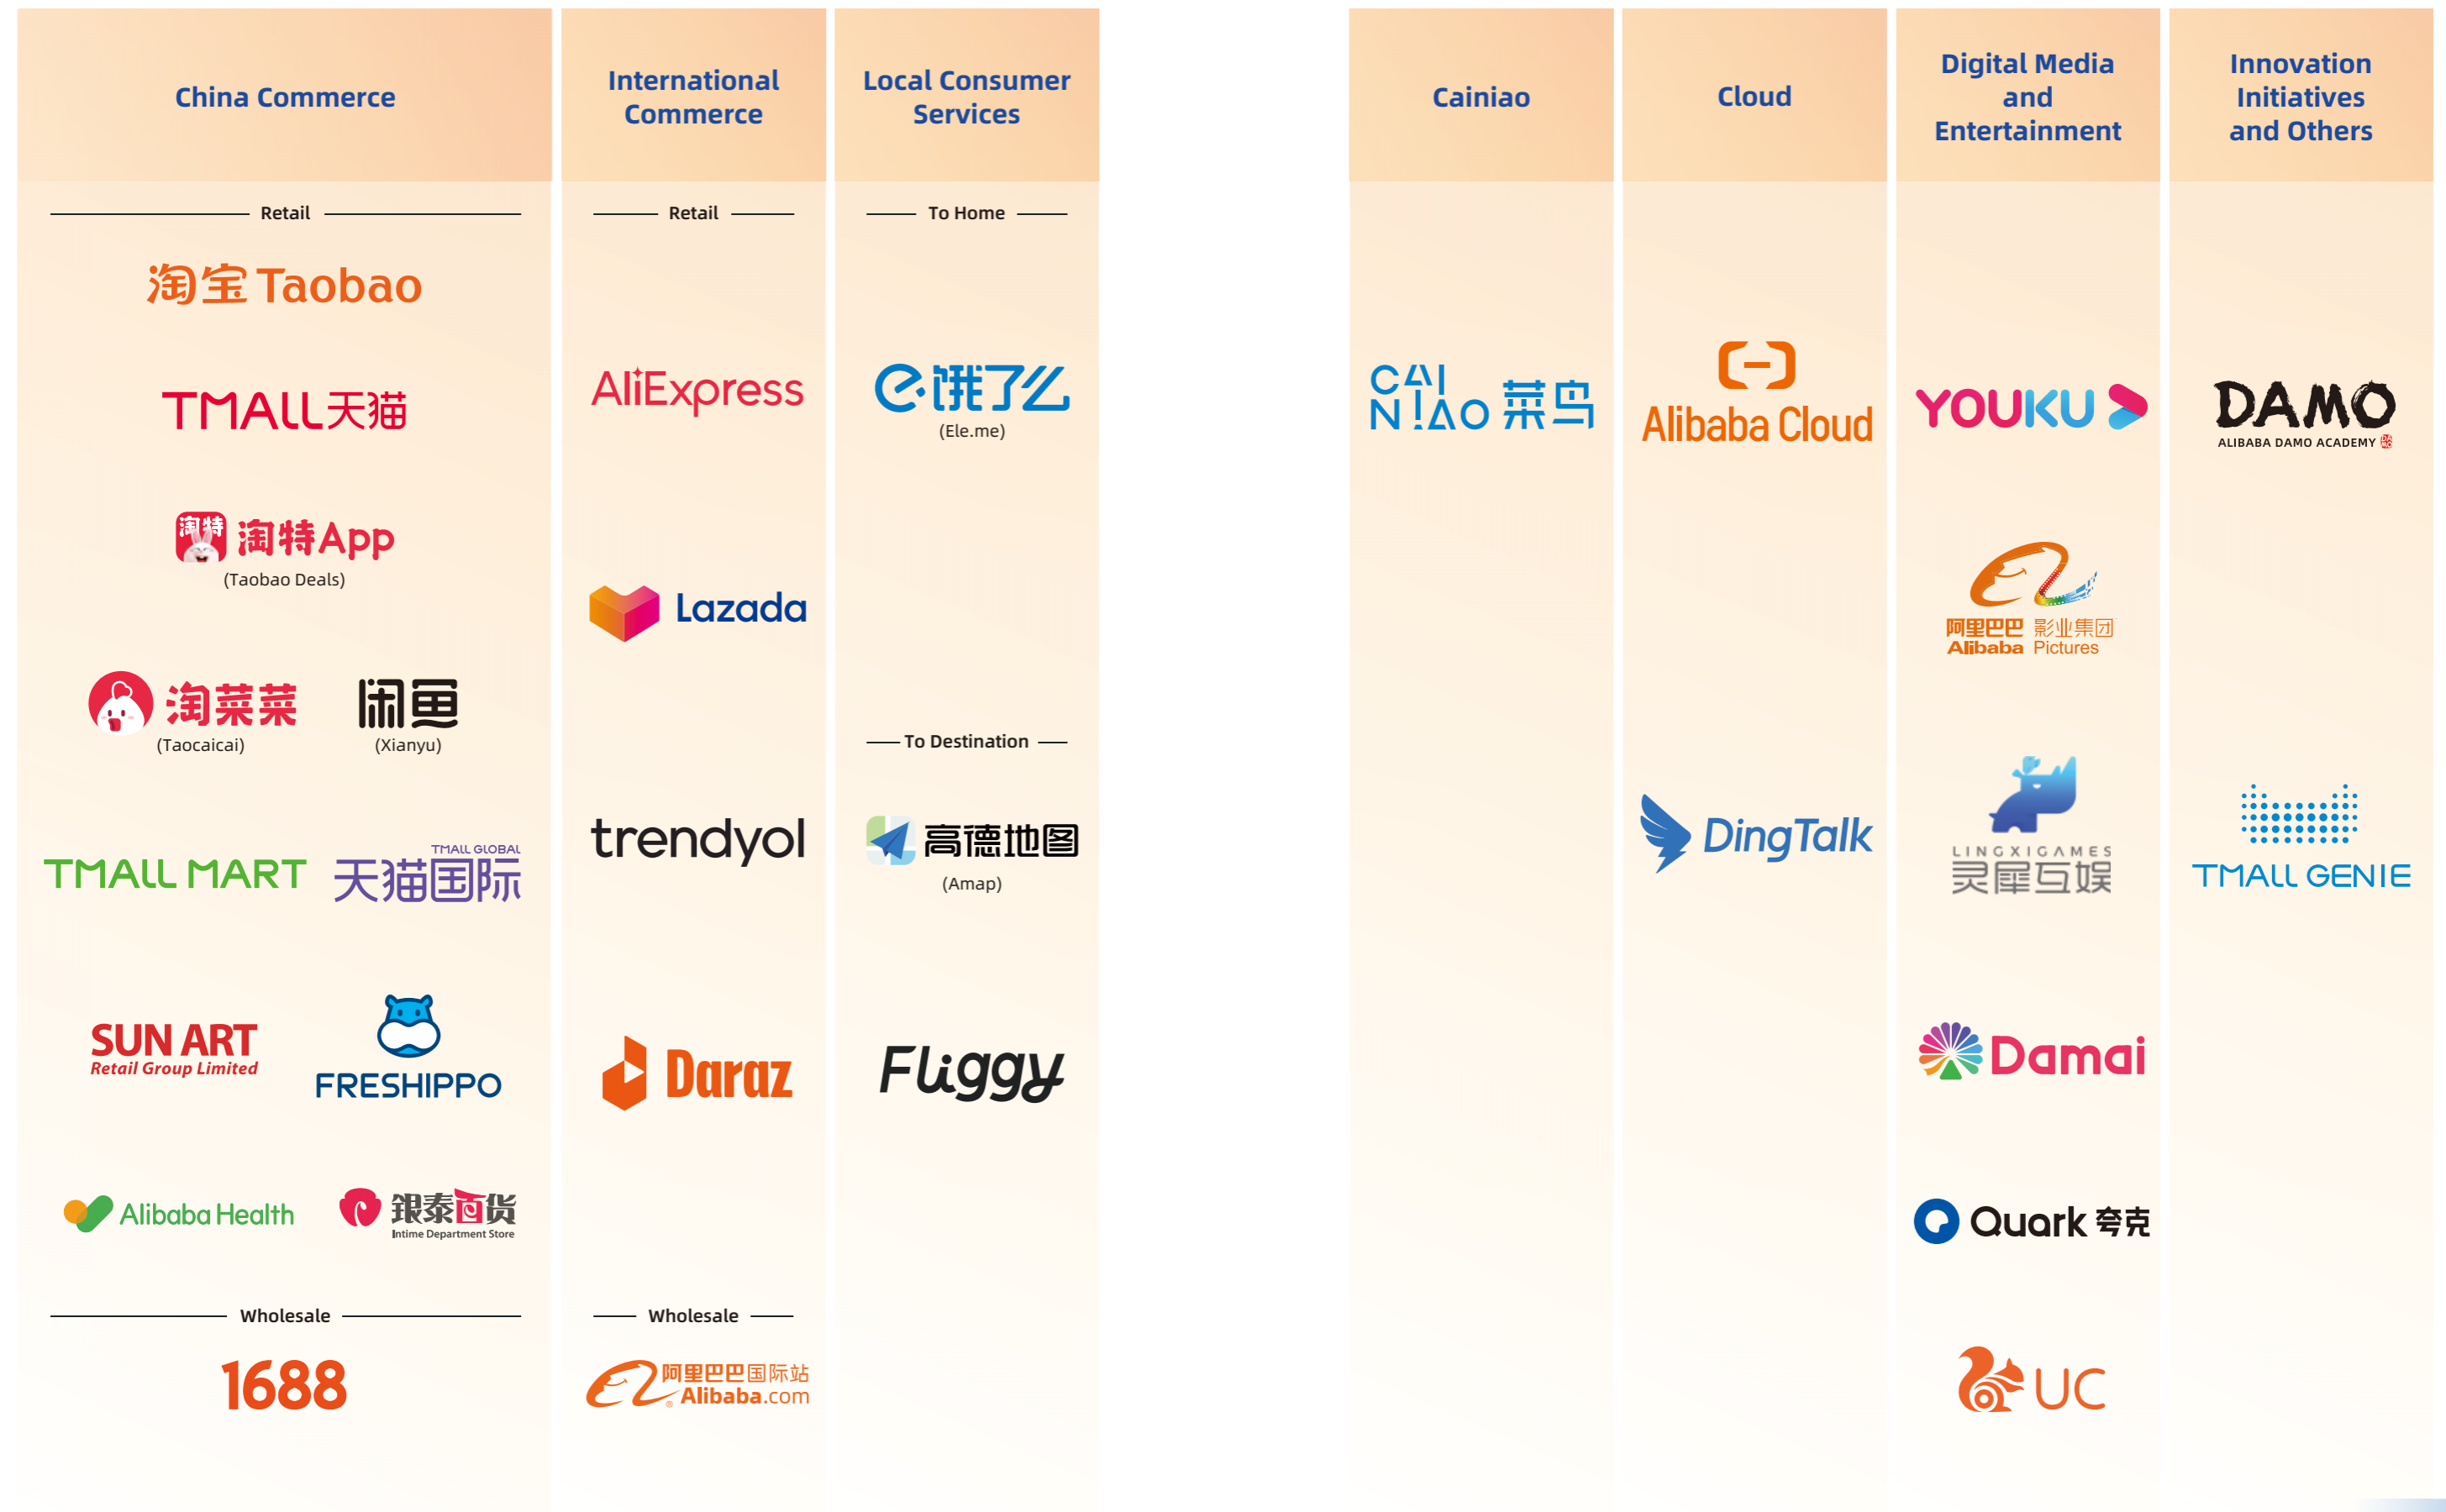 China Commerce
Retail
淘宝 Taobao
TMALL 天猫
淘特
淘特App
(Taobao Deals)
淘菜菜
(Taocaicai)
闲鱼
(Xianyu)
TMALL MART
TMALL GLOBAL
天猫国际
SUN ART
Retail Group Limited
FRESHIPPO
Alibaba Health
银泰百货
Intime Department Store
Wholesale
1688
International
Commerce
Retail
AliExpress
Lazada
trendyol
Daraz
Wholesale
阿里巴巴国际站
Alibaba.com
®
Local Consumer
Services
To Home
饿了么
(Ele.me)
To Destination
高德地图
(Amap)
Fliggy
Cainiao
CAI
NIAO 菜鸟
Cloud
Alibaba Cloud
DingTalk
Digital Media
and
Entertainment
YOUKU
阿里巴巴 影业集团
Alibaba Pictures
LINGXIGAMES
灵犀互娱
Damai
Quark 夸克
UC
Innovation
Initiatives
and Others
DAMO
ALIBABA DAMO ACADEMY
TMALL GENIE